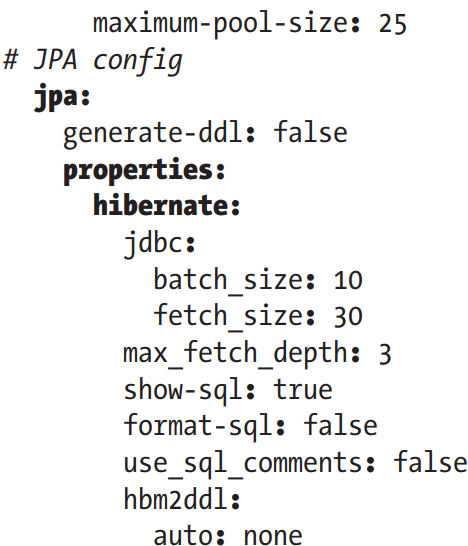 maximum-pool-size: 25
# JPA config
  jpa:
    generate-ddl: false
    properties:
      hibernate:
        jdbc:
          batch_size: 10
          fetch_size: 30
        max_fetch_depth: 3
        show-sql: true
        format-sql: false
        use_sql_comments: false
        hbm2ddl:
          auto: none